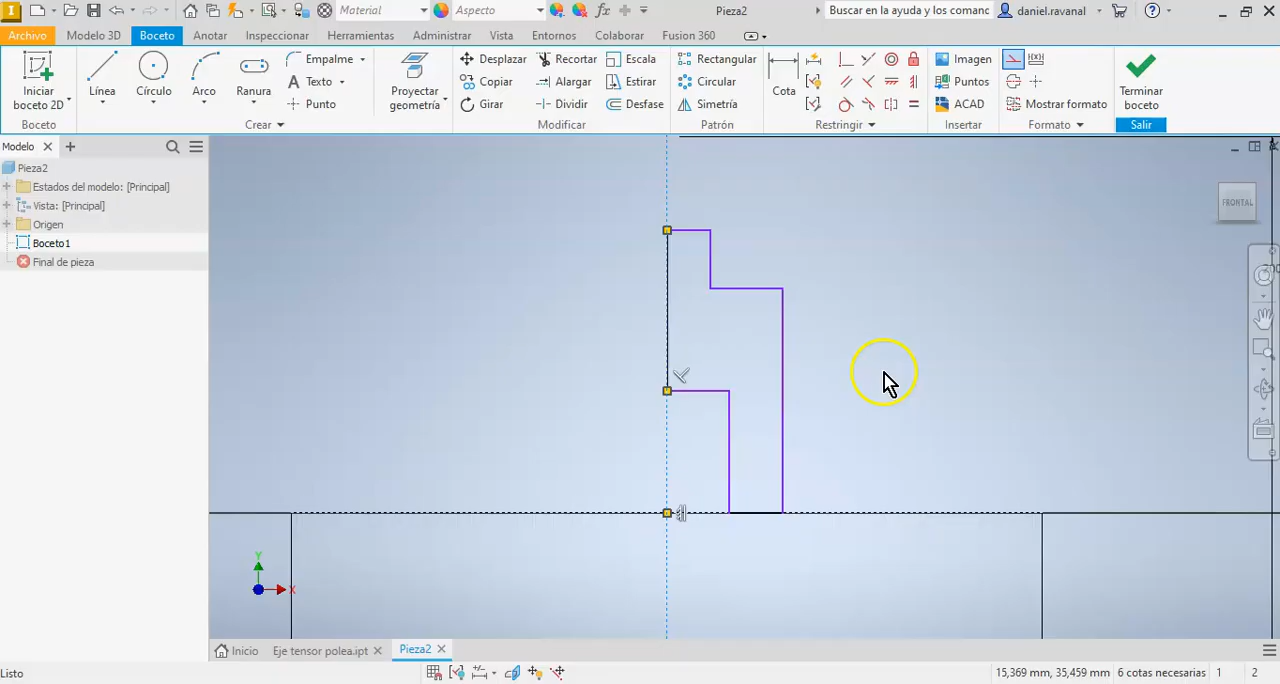 Material Aspecto fx Pieza2 Buscar en la ayuda y los comanc daniel.ravanal
Archivo Modelo 3D Boceto Anotar Inspeccionar Herramientas Administrar Vista Entornos Colaborar Fusion 360
Iniciar boceto 2D
Línea
Círculo
Arco
Ranura
Empalme
Texto
Punto
Proyectar geometría
Desplazar
Copiar
Girar
Recortar
Alargar
Dividir
Escala
Estirar
Desfase
Rectangular
Circular
Simetría
Cota
Imagen
Puntos
ACAD
Mostrar formato
Terminar boceto
Boceto Crear Modificar Patrón Restringir Insertar Formato Salir
Modelo
Pieza2
Estados del modelo: [Principal]
Vista: [Principal]
Origen
Boceto1
Final de pieza
FRONTAL
Y
X
Inicio Eje tensor polea.ipt Pieza2
Listo 15,369 mm, 35,459 mm 6 cotas necesarias 1 2